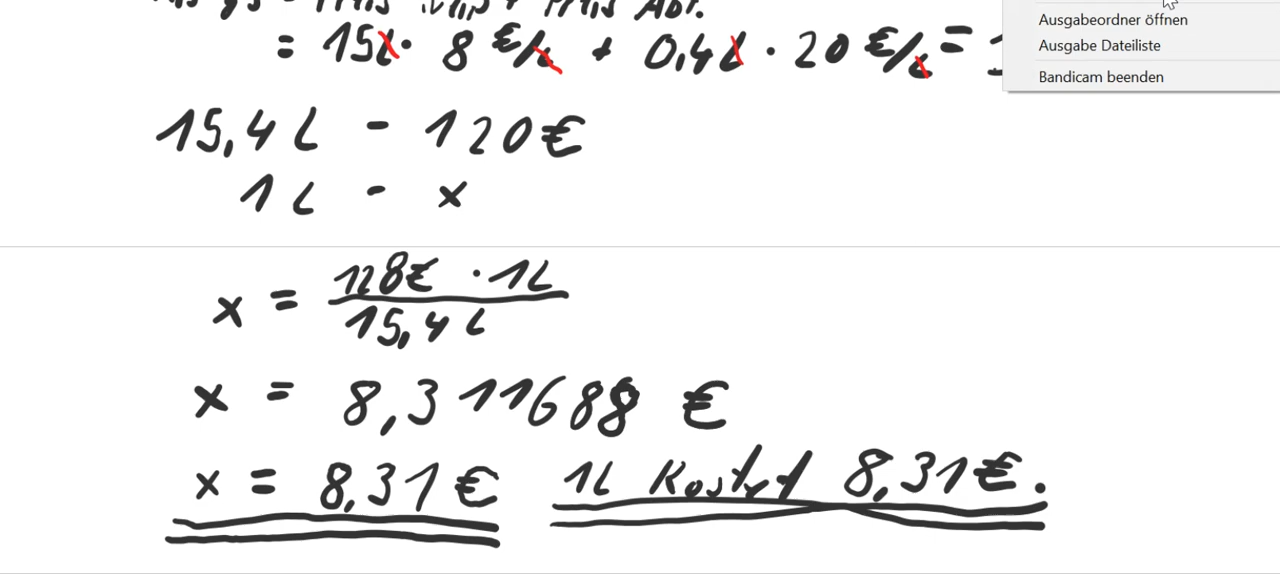 = 15l · 8 €/l + 0,4l · 20 €/l =
Ausgabeordner öffnen
Ausgabe Dateiliste
Bandicam beenden
15,4 L - 120€
1 L - x
x = 128€ · 1L
15,4 L
x = 8,311688 €
x = 8,31€ 1L Kostet 8,31€.